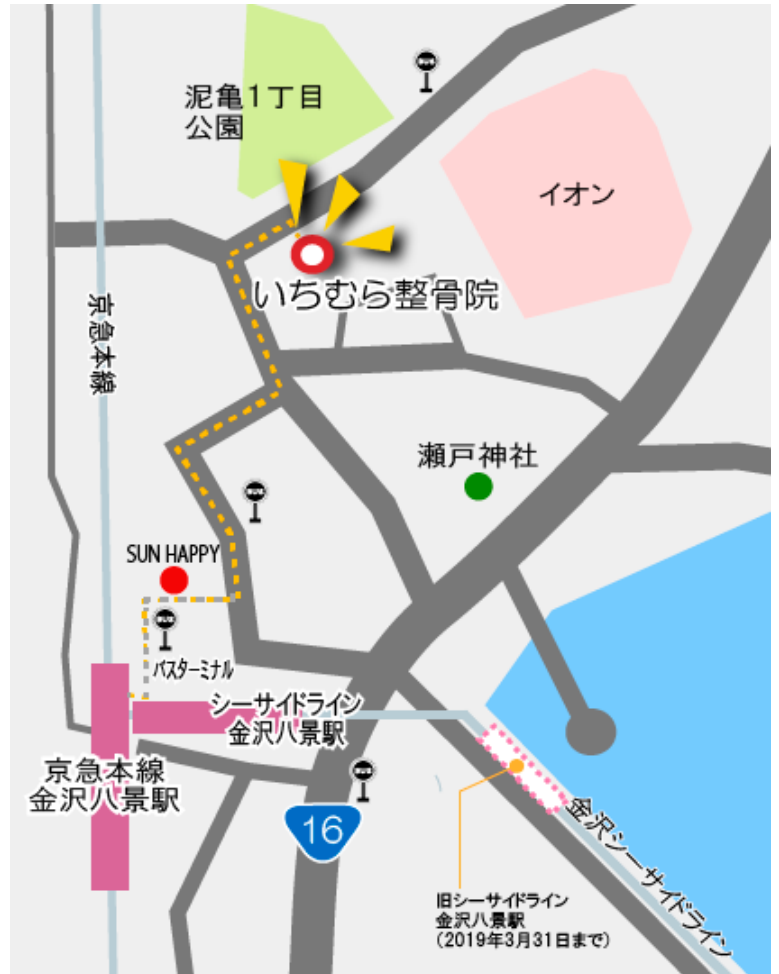 泥亀1丁目
公園
イオン
いちむら整骨院
京急本線
瀬戸神社
SUN HAPPY
バスターミナル
シーサイドライン
金沢八景駅
京急本線
金沢八景駅
16
金沢シーサイドライン
旧シーサイドライン
金沢八景駅
(2019年3月31日まで)